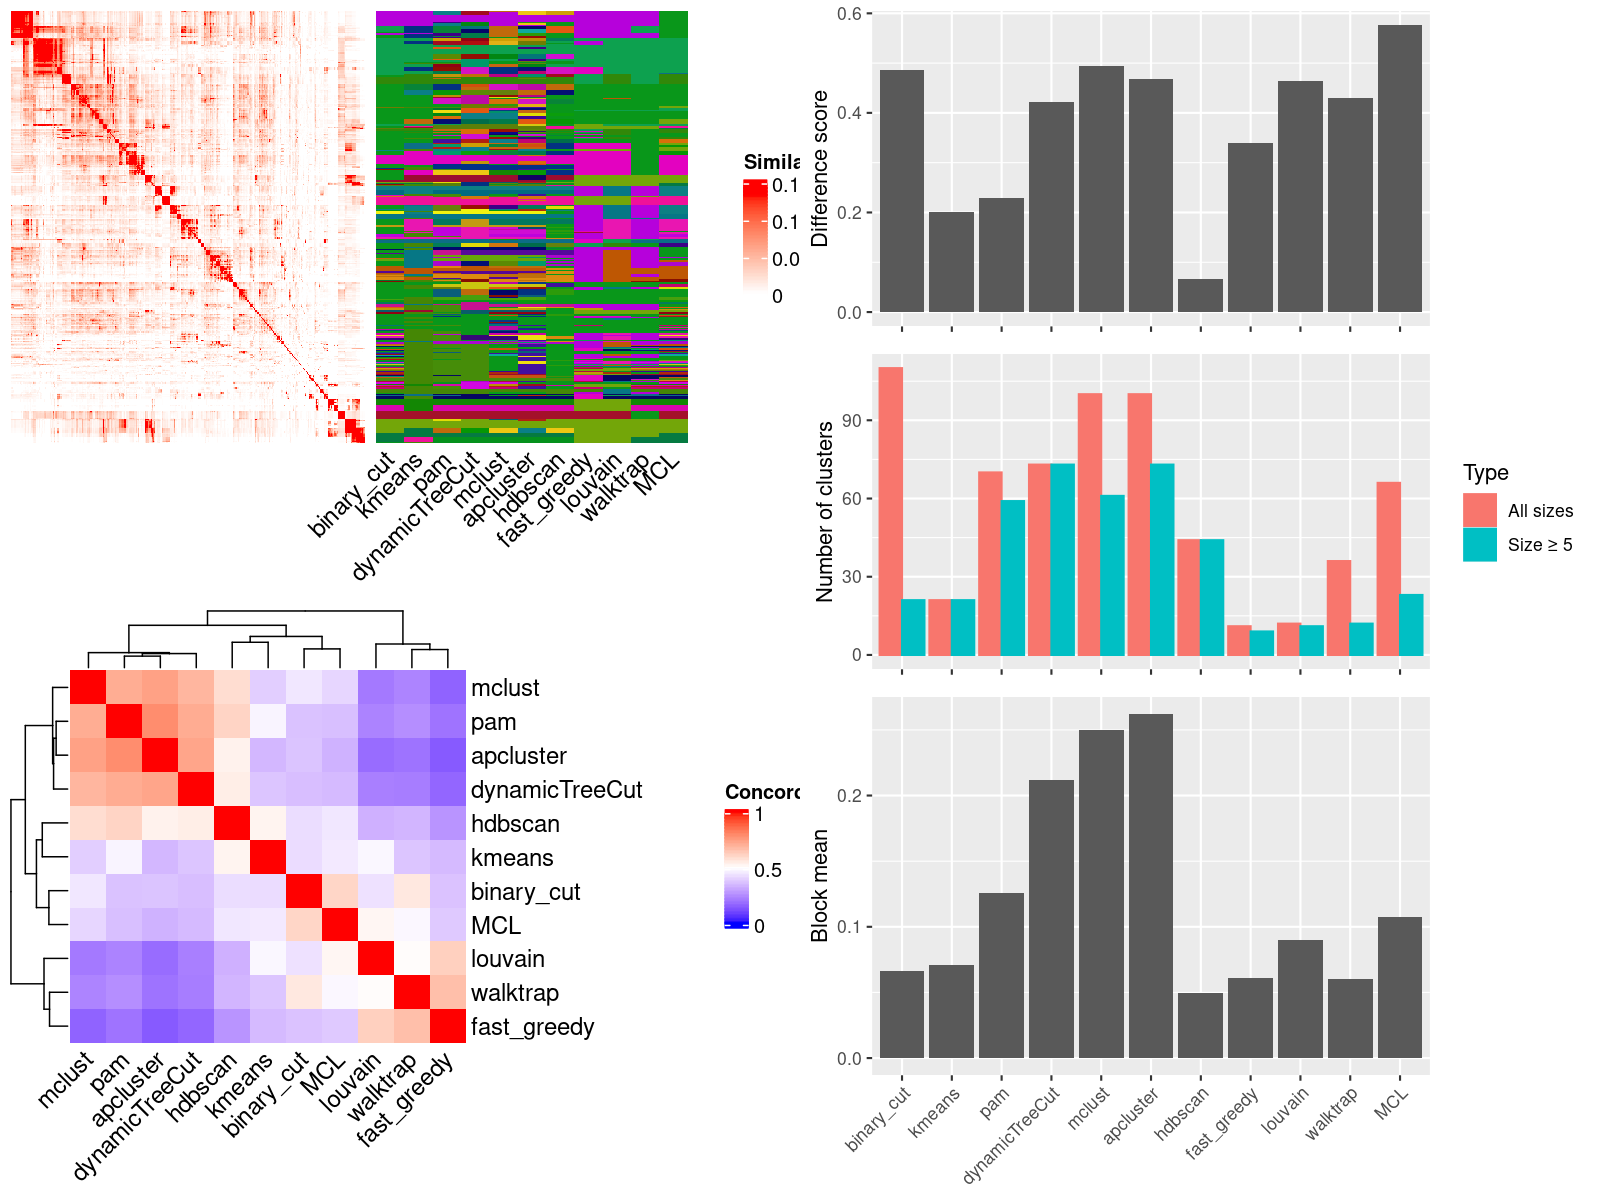 Simila
0.1
0.1
0.0
0
binary_cut
kmeans
pam
dynamicTreeCut
mclust
apcluster
hdbscan
fast_greedy
louvain
walktrap
MCL
mclust
pam
apcluster
dynamicTreeCut
hdbscan
kmeans
binary_cut
MCL
louvain
walktrap
fast_greedy
mclust
pam
apcluster
dynamicTreeCut
hdbscan
kmeans
binary_cut
MCL
louvain
walktrap
fast_greedy
Concord
1
0.5
0
Difference score
0.6
0.4
0.2
0.0
Number of clusters
90
60
30
0
Type
All sizes
Size ≥ 5
Block mean
0.2
0.1
0.0
binary_cut
kmeans
pam
dynamicTreeCut
mclust
apcluster
hdbscan
fast_greedy
louvain
walktrap
MCL